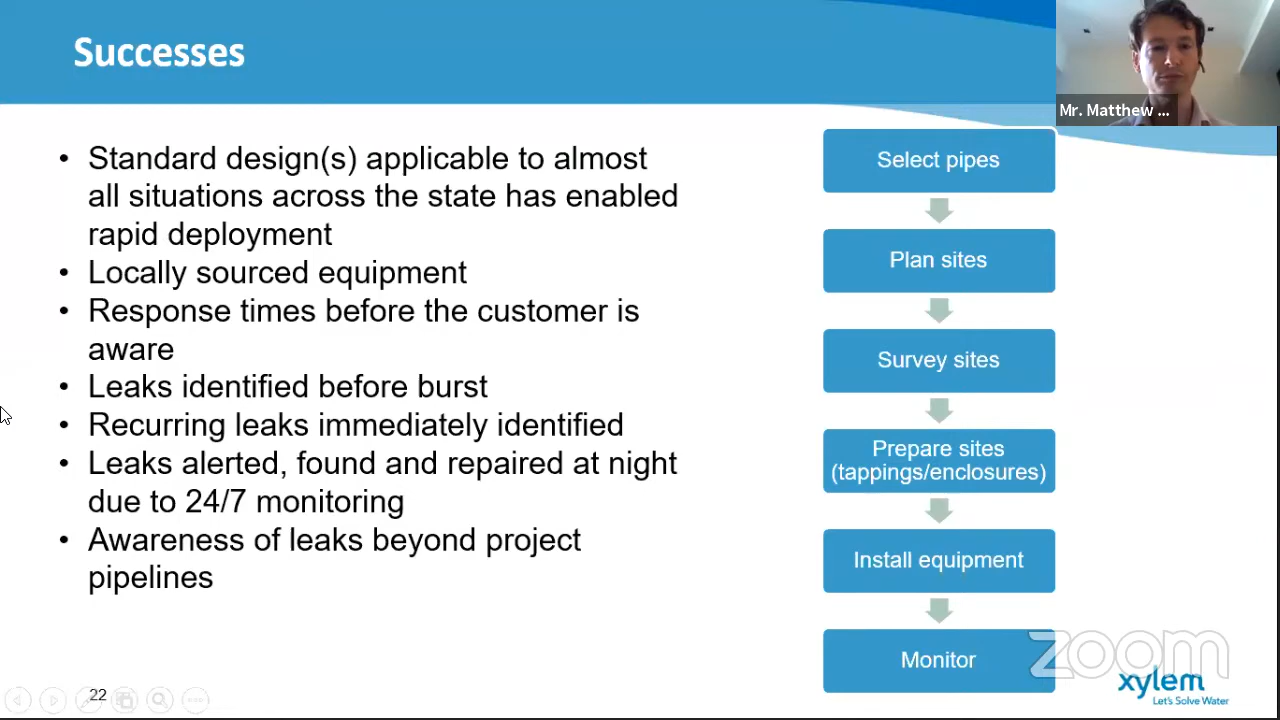 Successes
Mr. Matthew ...
• Standard design(s) applicable to almost
all situations across the state has enabled
rapid deployment
• Locally sourced equipment
• Response times before the customer is
aware
• Leaks identified before burst
• Recurring leaks immediately identified
• Leaks alerted, found and repaired at night
due to 24/7 monitoring
• Awareness of leaks beyond project
pipelines
Select pipes
Plan sites
Survey sites
Prepare sites
(tappings/enclosures)
Install equipment
Monitor
zoom
xylem
Let's Solve Water
22